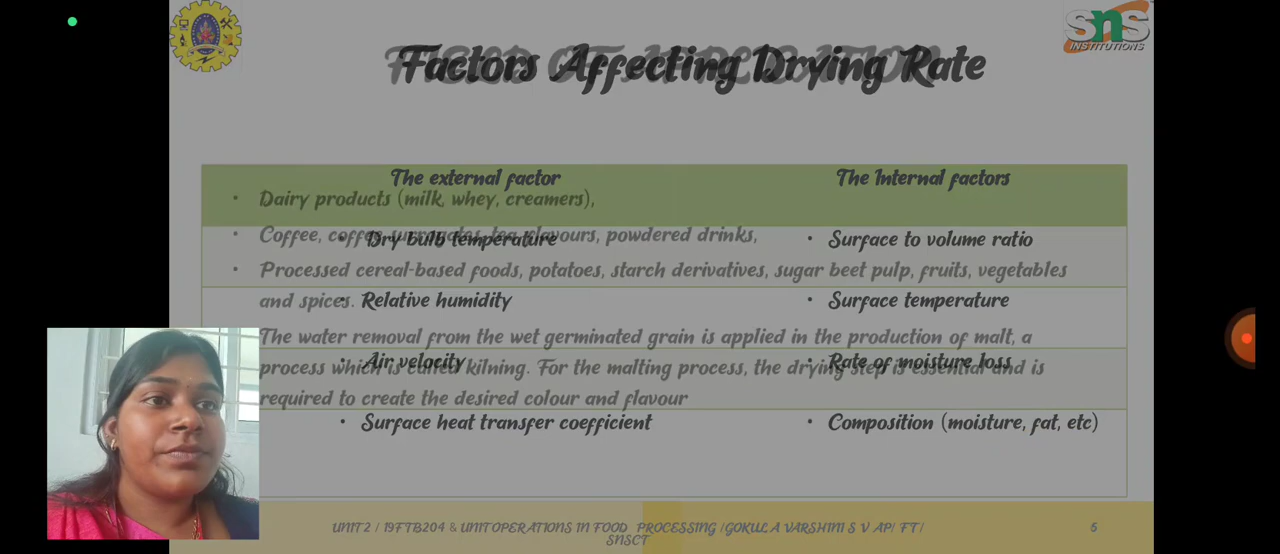 SNS
INSTITUTIONS
FIELD OF APPLICATION
Factors Affecting Drying Rate
The external factor
The Internal factors
• Dairy products (milk, whey, creamers),
• Coffee, coffee surrogates, tea flavours, powdered drinks,
• Dry bulb temperature
• Surface to volume ratio
• Processed cereal-based foods, potatoes, starch derivatives, sugar beet pulp, fruits, vegetables
and spices.
• Relative humidity
• Surface temperature
The water removal from the wet germinated grain is applied in the production of malt, a
process which is called kilning. For the malting process, the drying step is essential and is
required to create the desired colour and flavour
• Air velocity
• Rate of moisture loss
• Surface heat transfer coefficient
• Composition (moisture, fat, etc)
UNIT2 / 19FTB204 & UNIT OPERATIONS IN FOOD PROCESSING /GOKULA VARSHINI S V AP/ FT/
SNSCT
6